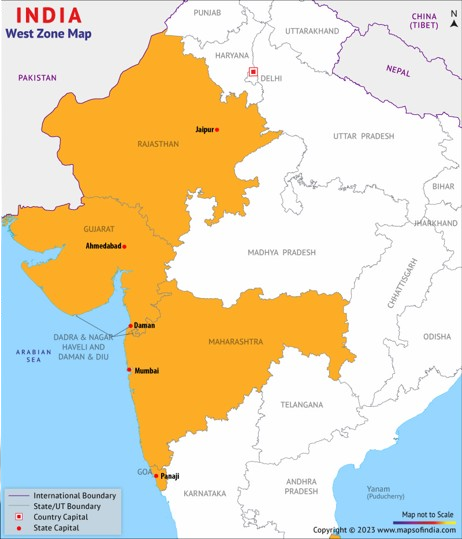 INDIA
West Zone Map
PUNJAB
CHINA
(TIBET)
N
UTTARKHAND
HARYANA
DELHI
NEPAL
PAKISTAN
Jaipur
UTTAR PRADESH
RAJASTHAN
BIHAR
JHARKHAND
GUJARAT
Ahmedabad
MADHYA PRADESH
CHHATTISGARH
Daman
DADRA & NAGAR
HAVELI AND
DAMAN & DIU
MAHARASHTRA
ODISHA
ARABIAN
SEA
Mumbai
TELANGANA
GOA
Panaji
KARNATAKA
ANDHRA
PRADESH
Yanam
(Puducherry)
International Boundary
State/UT Boundary
Country Capital
State Capital
Map not to Scale
Copyright © 2023 www.mapsofindia.com